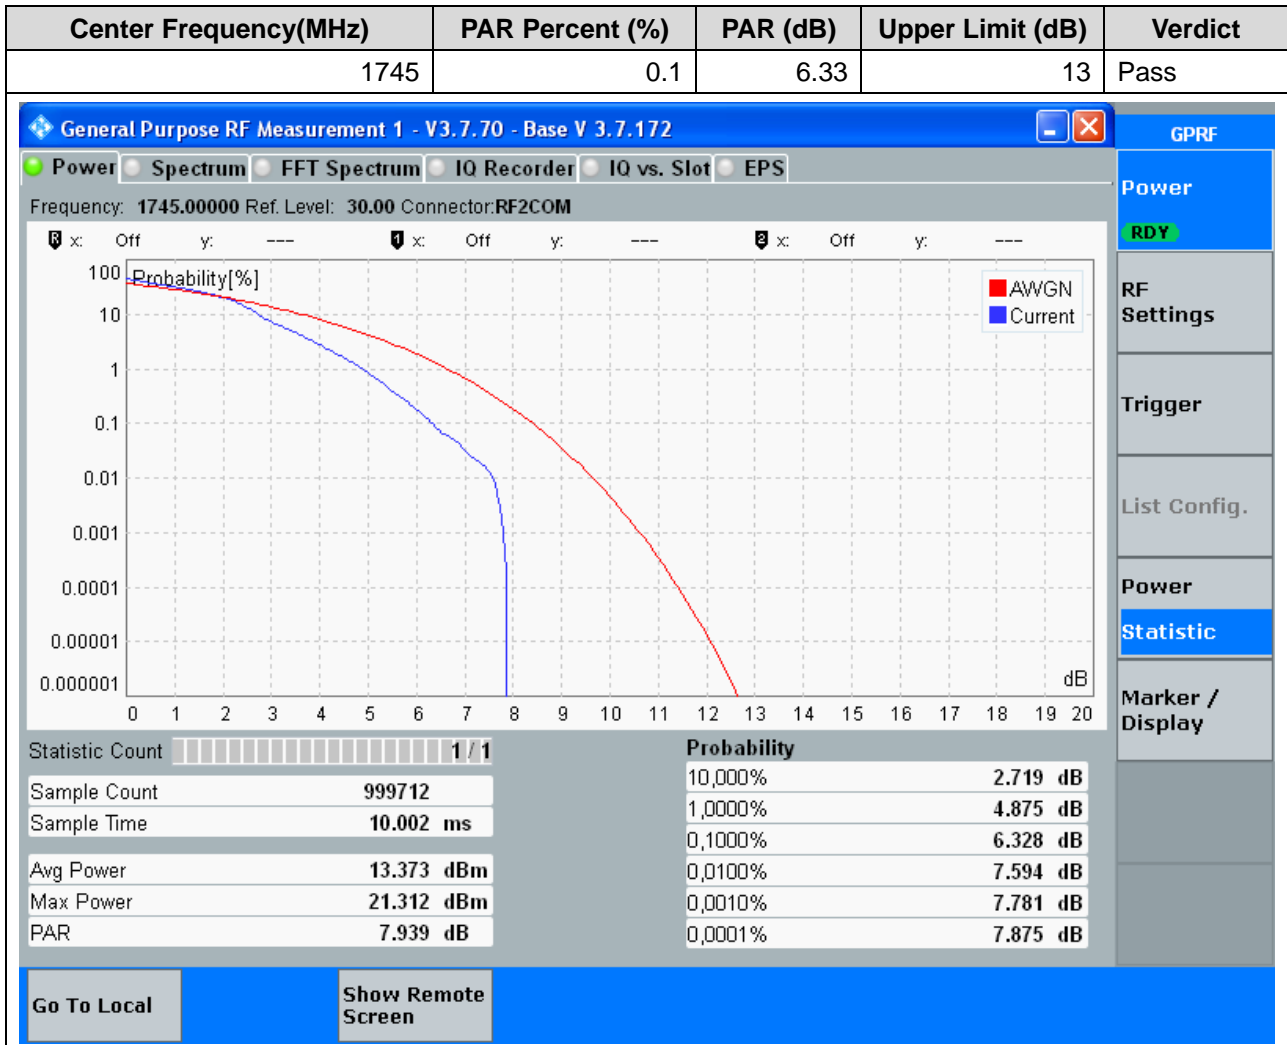 Center Frequency(MHz) PAR Percent (%) PAR (dB) Upper Limit (dB) Verdict
1745 0.1 6.33 13 Pass
General Purpose RF Measurement 1 - V3.7.70 - Base V 3.7.172
GPRF
Power Spectrum FFT Spectrum IQ Recorder IQ vs. Slot EPS
Power
RDY
Frequency: 1745.00000 Ref. Level: 30.00 Connector:RF2COM
R x: Off y: --- 1 x: Off y: --- 2 x: Off y: ---
Probability[%]
AWGN
Current
100
10
1
0.1
0.01
0.001
0.0001
0.00001
0.000001
dB
0 1 2 3 4 5 6 7 8 9 10 11 12 13 14 15 16 17 18 19 20
RF
Settings
Trigger
List Config.
Power
Statistic
Marker /
Display
Statistic Count 1 / 1
Sample Count 999712
Sample Time 10.002 ms
Avg Power 13.373 dBm
Max Power 21.312 dBm
PAR 7.939 dB
Probability
10,000% 2.719 dB
1,0000% 4.875 dB
0,1000% 6.328 dB
0,0100% 7.594 dB
0,0010% 7.781 dB
0,0001% 7.875 dB
Go To Local
Show Remote
Screen